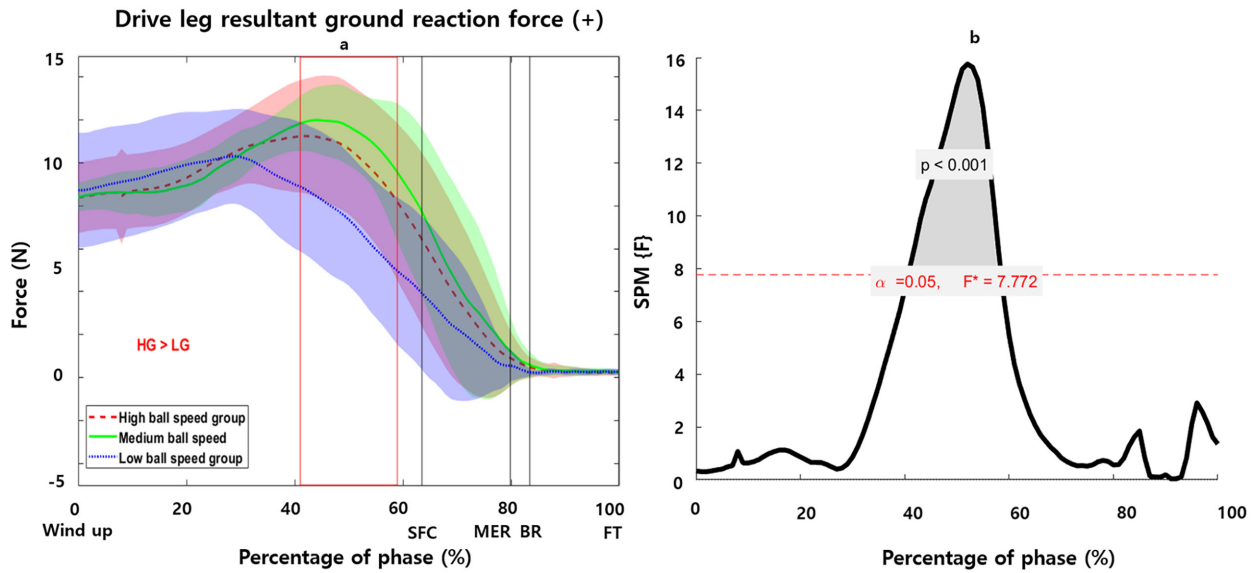 Drive leg resultant ground reaction force (+)
a
15
10
5
0
-5
Force (N)
HG > LG
High ball speed group
Medium ball speed
Low ball speed group
0
20
40
60
80
100
Wind up
SFC
MER
BR
FT
Percentage of phase (%)
b
16
14
12
10
8
6
4
2
0
SPM {F}
p < 0.001
α =0.05, F* = 7.772
0
20
40
60
80
100
Percentage of phase (%)